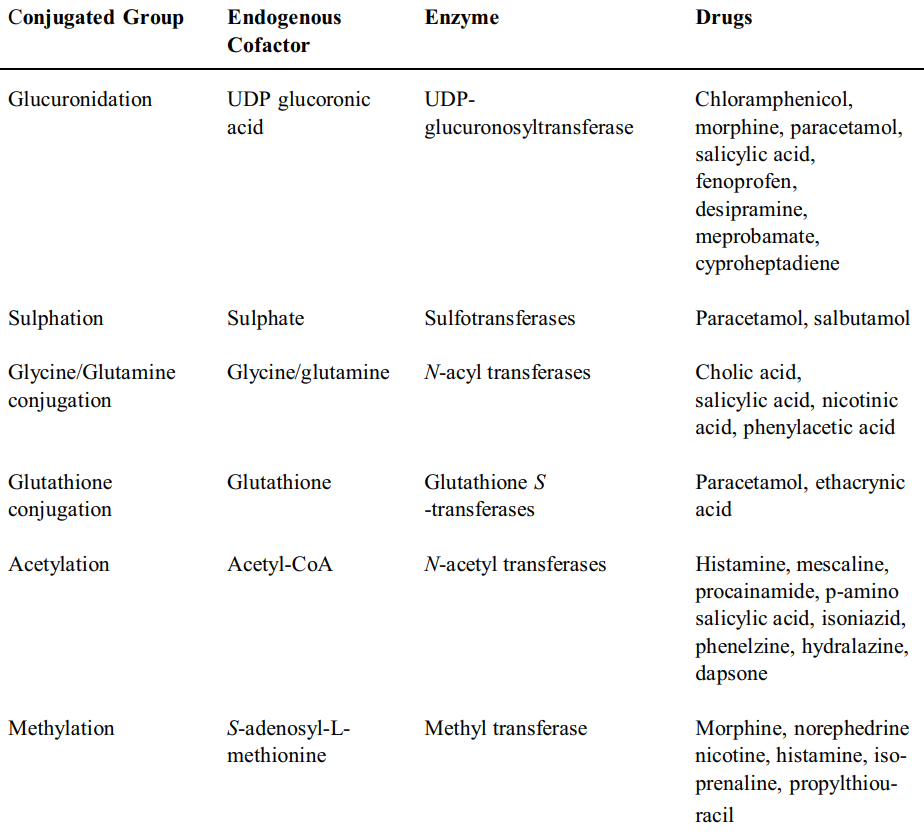 Conjugated Group Endogenous Cofactor Enzyme Drugs
Glucuronidation UDP glucoronic acid UDP-glucuronosyltransferase Chloramphenicol,
morphine, paracetamol,
salicylic acid,
fenoprofen,
desipramine,
meprobamate,
cyproheptadiene
Sulphation Sulphate Sulfotransferases Paracetamol, salbutamol
Glycine/Glutamine conjugation Glycine/glutamine N-acyl transferases Cholic acid,
salicylic acid, nicotinic
acid, phenylacetic acid
Glutathione conjugation Glutathione Glutathione S -transferases Paracetamol, ethacrynic
acid
Acetylation Acetyl-CoA N-acetyl transferases Histamine, mescaline,
procainamide, p-amino
salicylic acid, isoniazid,
phenelzine, hydralazine,
dapsone
Methylation S-adenosyl-L-methionine Methyl transferase Morphine, norephedrine
nicotine, histamine, iso-
prenaline, propylthiou-
racil